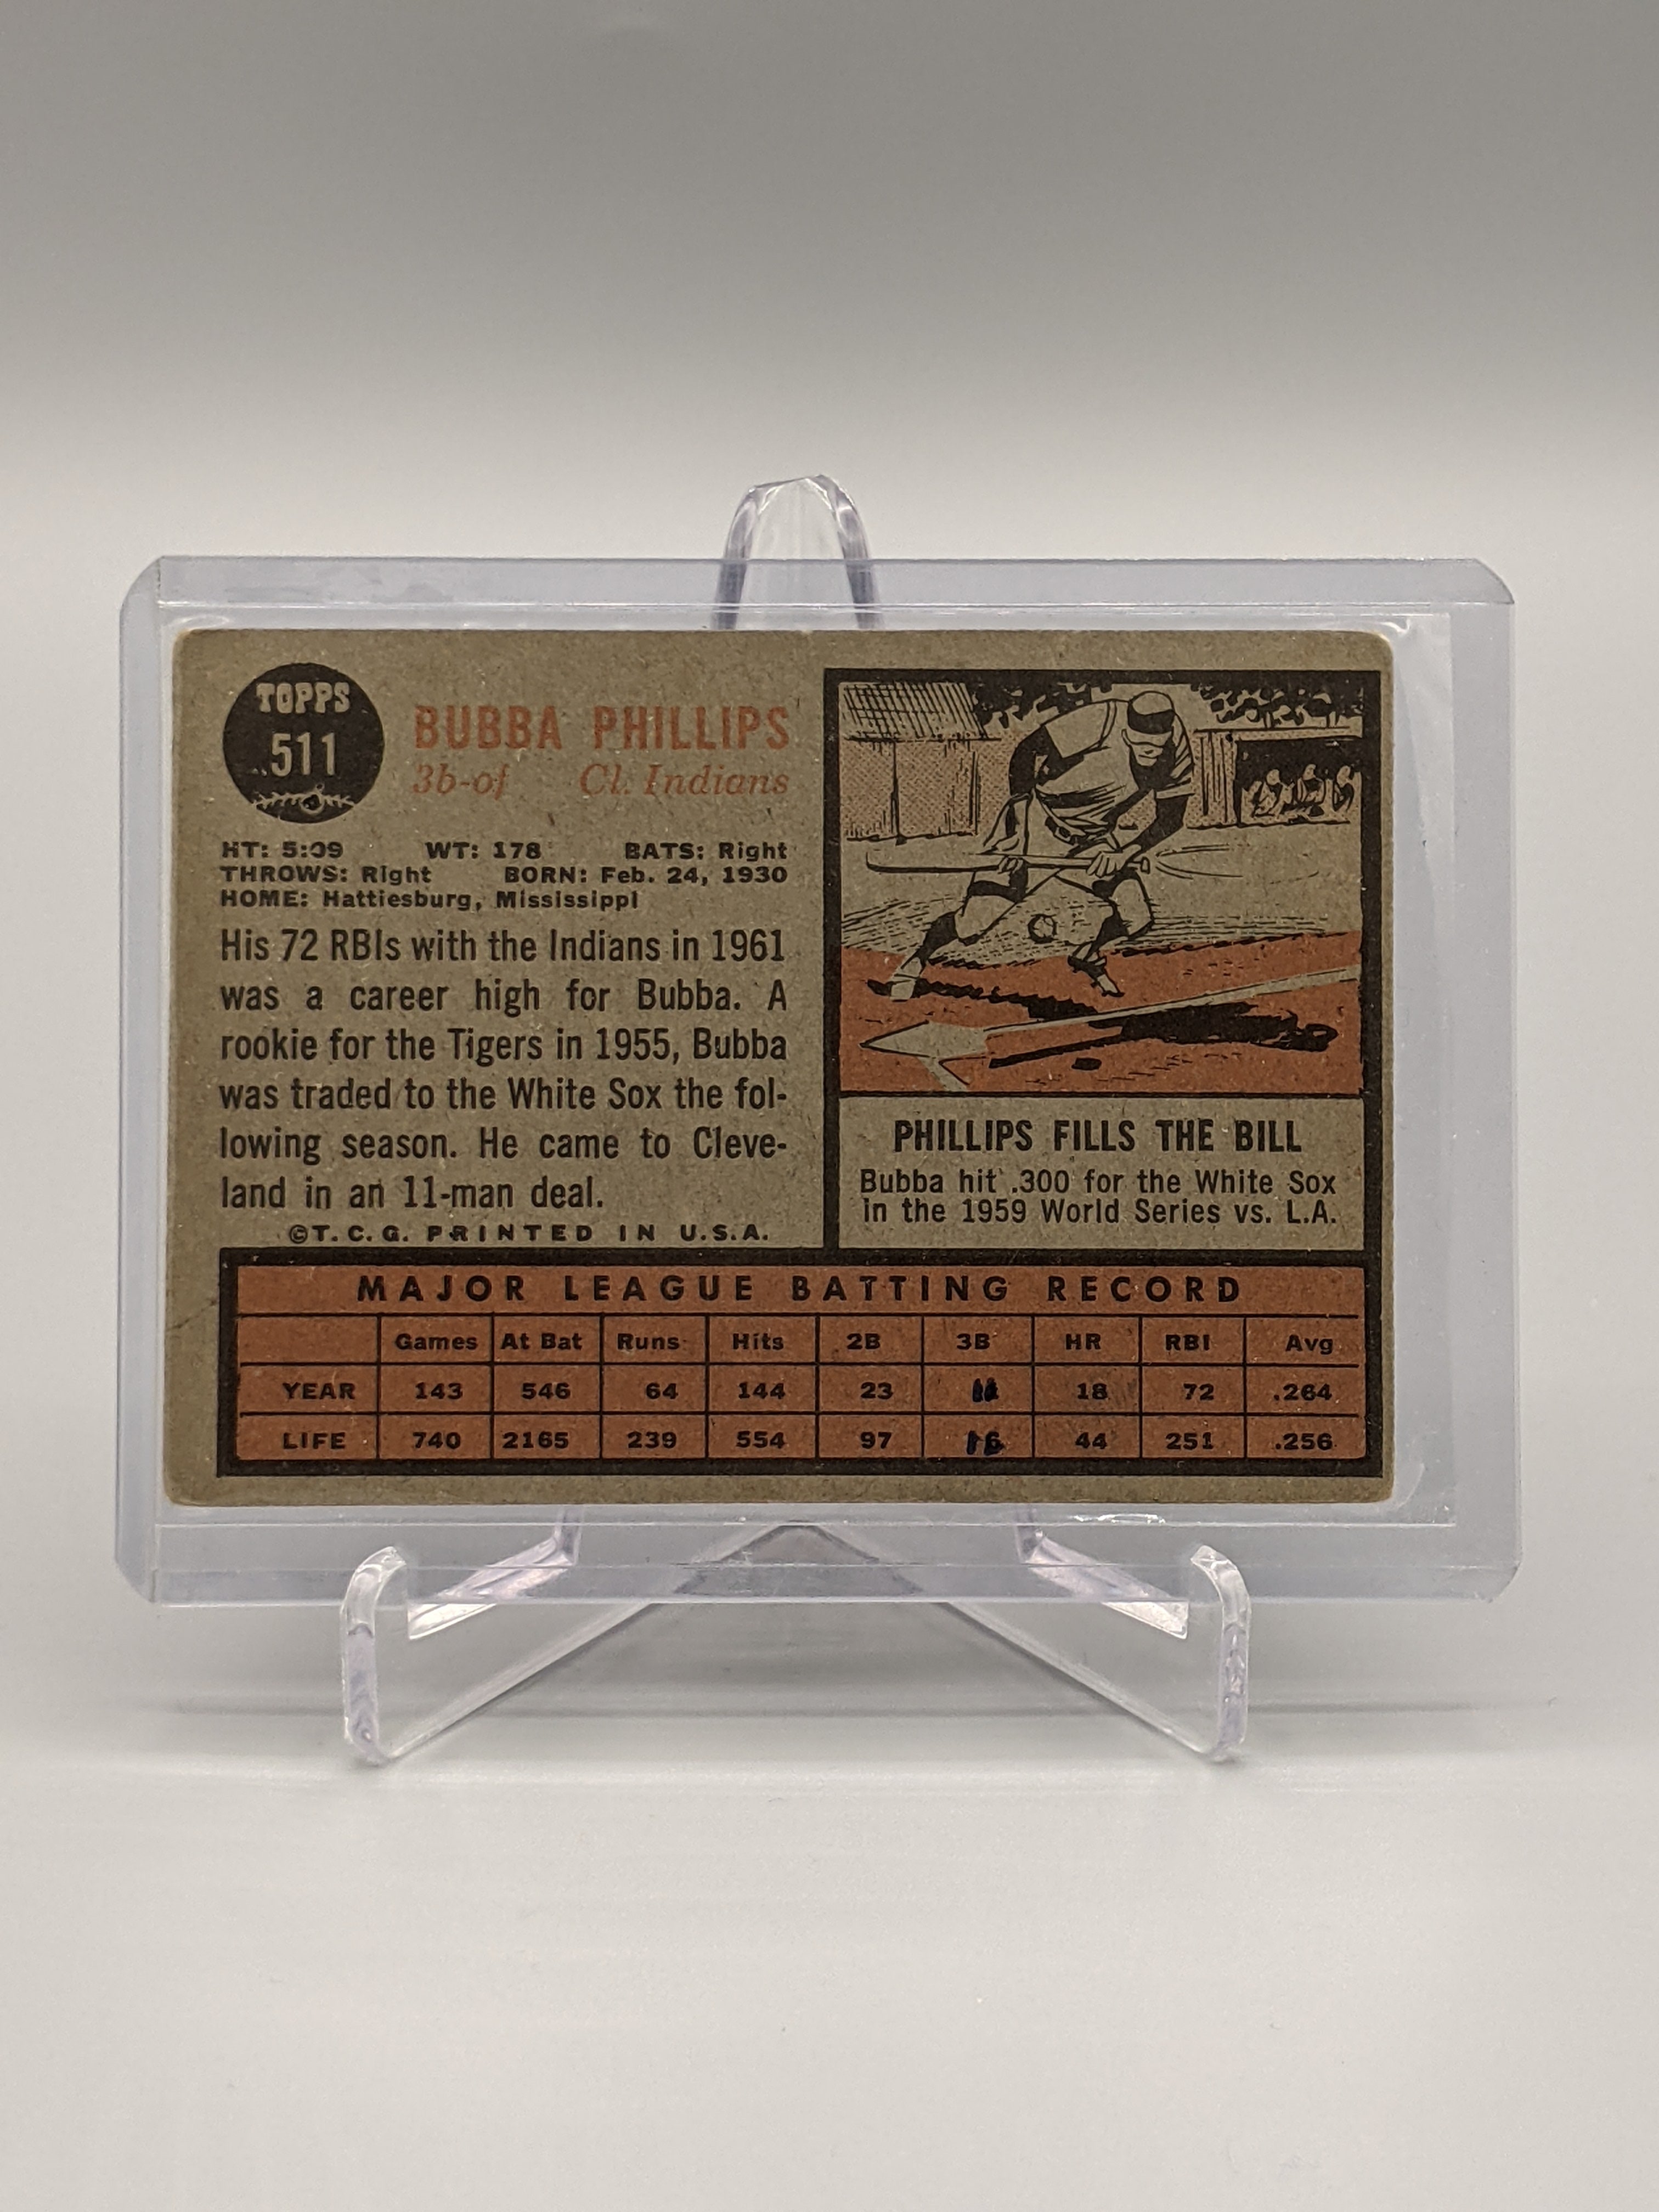 TOPPS
511
BUBBA PHILLIPS
3b-of Cl. Indians
HT: 5:09 WT: 178 BATS: Right
THROWS: Right BORN: Feb. 24, 1930
HOME: Hattiesburg, Mississippi
His 72 RBIs with the Indians in 1961
was a career high for Bubba. A
rookie for the Tigers in 1955, Bubba
was traded to the White Sox the fol-
lowing season. He came to Cleve-
land in an 11-man deal.
©T.C.G. PRINTED IN U.S.A.
PHILLIPS FILLS THE BILL
Bubba hit .300 for the White Sox
in the 1959 World Series vs. L.A.
MAJOR LEAGUE BATTING RECORD
Games At Bat Runs Hits 2B 3B HR RBI Avg
YEAR 143 546 64 144 23 18 72 .264
LIFE 740 2165 239 554 97 44 251 .256